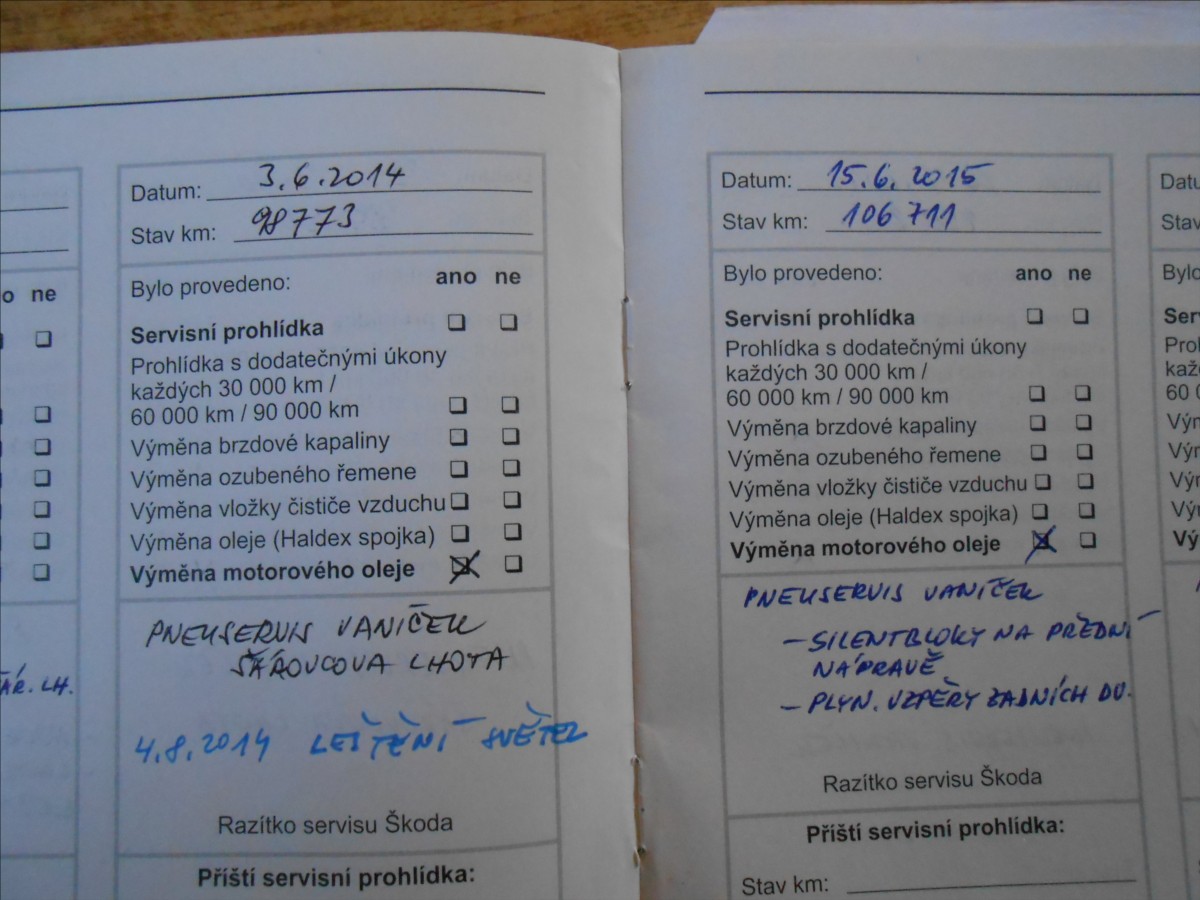 ne
ÁŘ. LH.
Datum: 3.6.2014
Stav km: 98773
Bylo provedeno: ano ne
Servisní prohlídka
Prohlídka s dodatečnými úkony
každých 30 000 km /
60 000 km / 90 000 km
Výměna brzdové kapaliny
Výměna ozubeného řemene
Výměna vložky čističe vzduchu
Výměna oleje (Haldex spojka)
Výměna motorového oleje
PNEUSERVIS VANÍČEK
ŠÁROVCOVA LHOTA
4.8.2014 LEŠTĚNÍ SVĚTEL
Razítko servisu Škoda
Příští servisní prohlídka:
Datum: 15.6.2015
Stav km: 106 711
Bylo provedeno: ano ne
Servisní prohlídka
Prohlídka s dodatečnými úkony
každých 30 000 km /
60 000 km / 90 000 km
Výměna brzdové kapaliny
Výměna ozubeného řemene
Výměna vložky čističe vzduchu
Výměna oleje (Haldex spojka)
Výměna motorového oleje
PNEUSERVIS VANÍČEK
- SILENTBLOKY NA PŘEDNÍ
NÁPRAVĚ
- PLYN. VZPĚRY ZADNÍCH DV.
Razítko servisu Škoda
Příští servisní prohlídka:
Stav km: